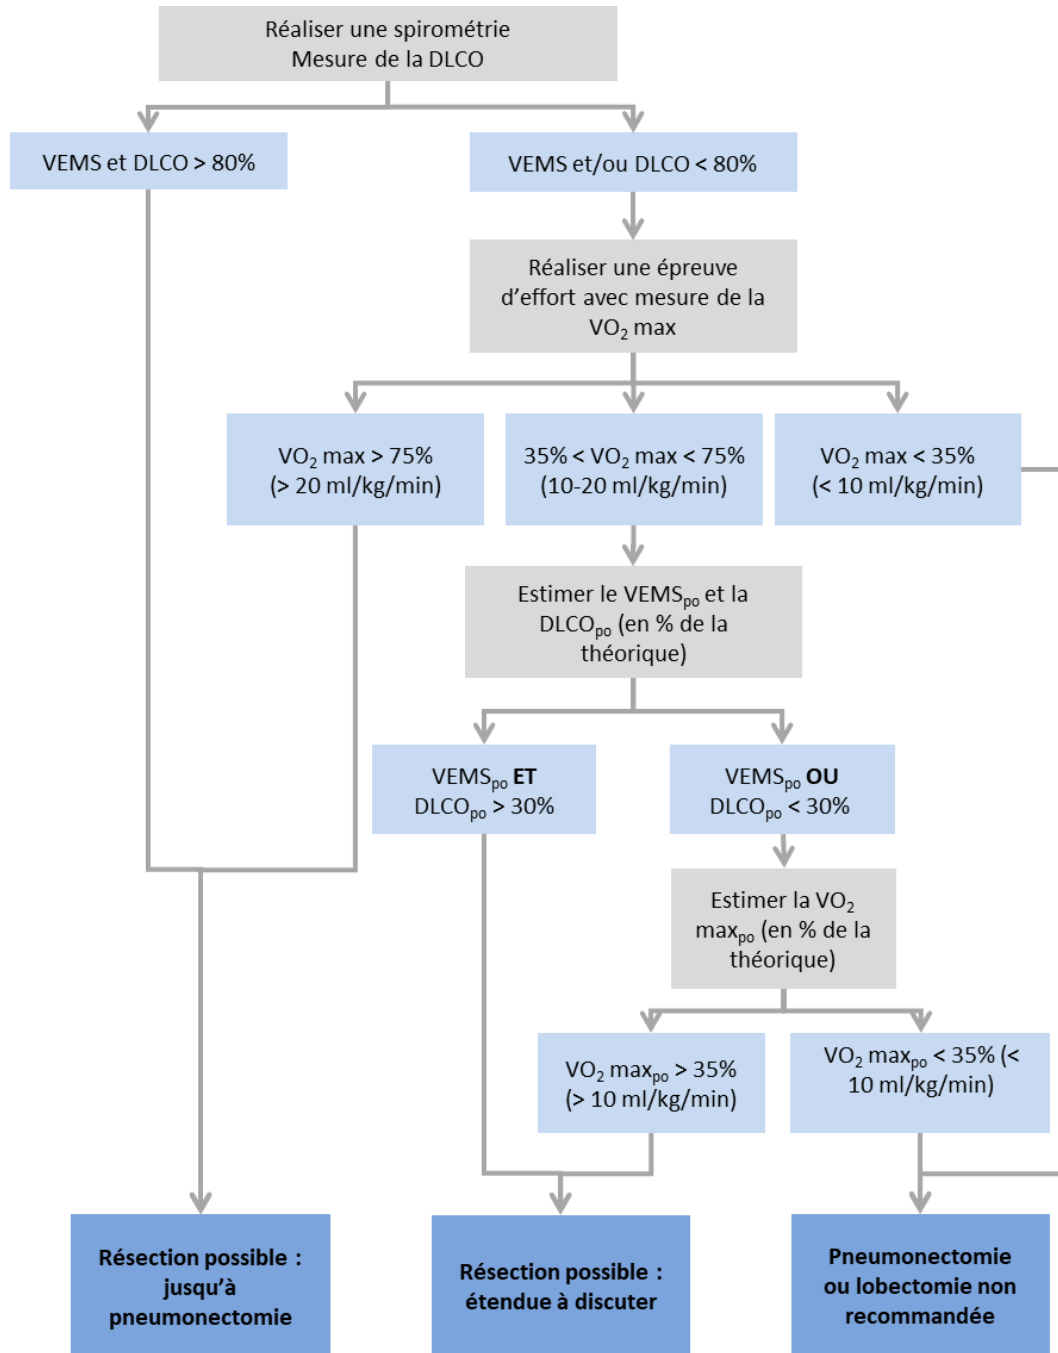 Réaliser une spirométrie
Mesure de la DLCO
VEMS et DLCO > 80%
VEMS et/ou DLCO < 80%
Réaliser une épreuve
d’effort avec mesure de la
VO₂ max
VO₂ max > 75%
(> 20 ml/kg/min)
35% < VO₂ max < 75%
(10-20 ml/kg/min)
VO₂ max < 35%
(< 10 ml/kg/min)
Estimer le VEMSpo et la
DLCOpo (en % de la
théorique)
VEMSpo ET
DLCOpo > 30%
VEMSpo OU
DLCOpo < 30%
Estimer la VO₂
maxpo (en % de la
théorique)
VO₂ maxpo > 35%
(> 10 ml/kg/min)
VO₂ maxpo < 35% (<
10 ml/kg/min)
Résection possible :
jusqu’à
pneumonectomie
Résection possible :
étendue à discuter
Pneumonectomie
ou lobectomie non
recommandée